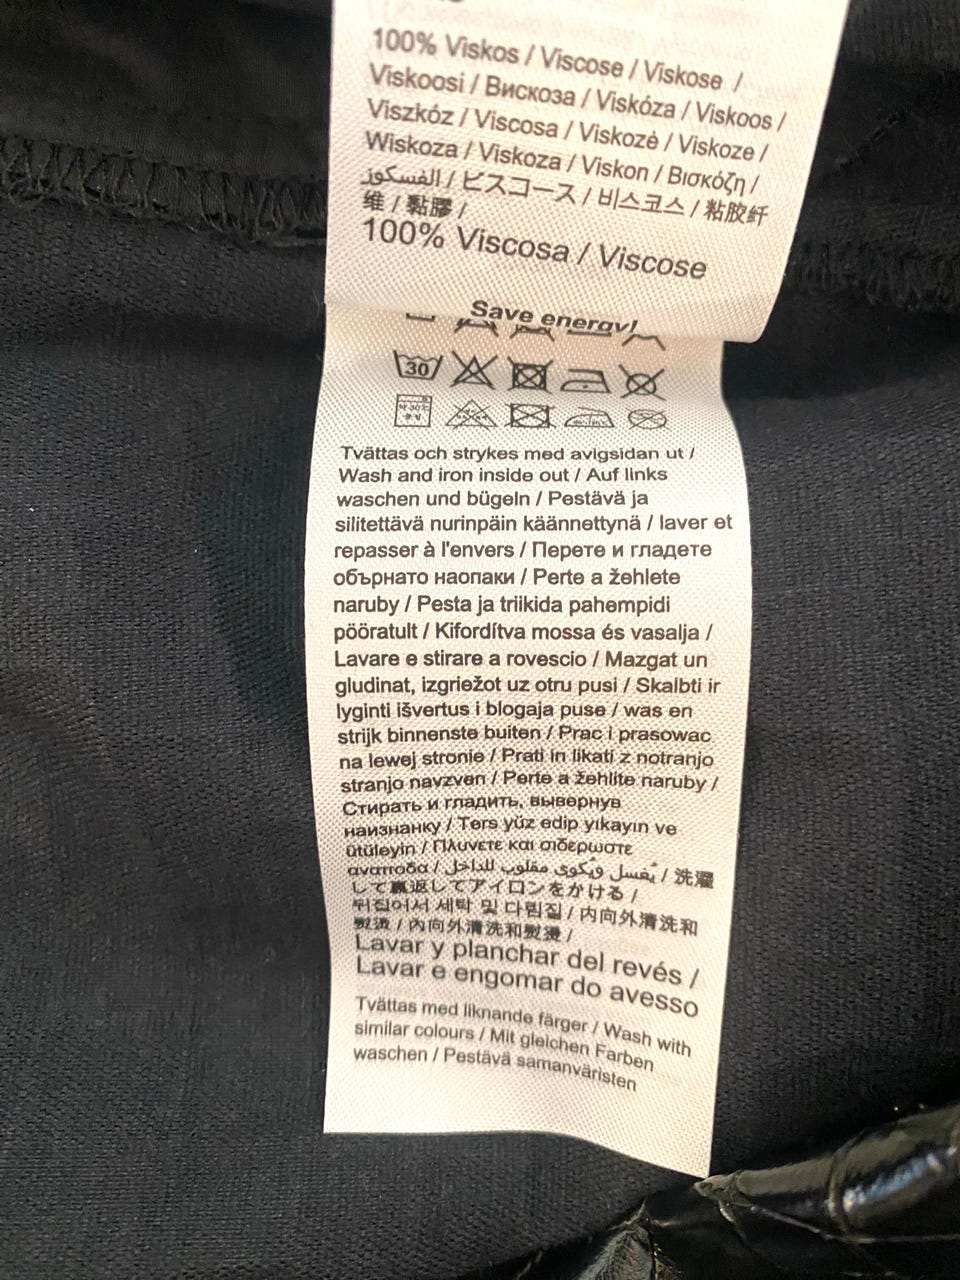 100% Viskos / Viscose / Viskose /
Viskoosi / Вискоза / Viskóza / Viskoos /
Viszkóz / Viscosa / Viskozė / Viskoze /
Wiskoza / Viskoza / Viskon / Βισκόζη /
الفسكوز / ビスコース / 비스코스 / 粘胶纤
维 / 黏膠 /
100% Viscosa / Viscose
Save energy!
30
Tvättas och strykes med avigsidan ut /
Wash and iron inside out / Auf links
waschen und bügeln / Pestävä ja
silitettävä nurinpäin käännettynä / laver et
repasser à l'envers / Перете и гладете
обърнато наопаки / Perte a žehlete
naruby / Pesta ja triikida pahempidi
pööratult / Kifordítva mossa és vasalja /
Lavare e stirare a rovescio / Mazgat un
gludinat, izgriežot uz otru pusi / Skalbti ir
lyginti išvertus i blogaja puse / was en
strijk binnenste buiten / Prac i prasowac
na lewej stronie / Prati in likati z notranjo
stranjo navzven / Perte a žehlite naruby /
Стирать и гладить, вывернув
наизнанку / Ters yüz edip yıkayın ve
ütüleyin / Πλυνετε και σιδερωστε
αναποδα / يُغسل ويُكوى مقلوب للداخل / 洗濯
して裏返してアイロンをかける /
뒤집어서 세탁 및 다림질 / 内向外清洗和
熨烫 / 內向外清洗和熨燙 /
Lavar y planchar del revés /
Lavar e engomar do avesso
Tvättas med liknande färger / Wash with
similar colours / Mit gleichen Farben
waschen / Pestävä samanväristen